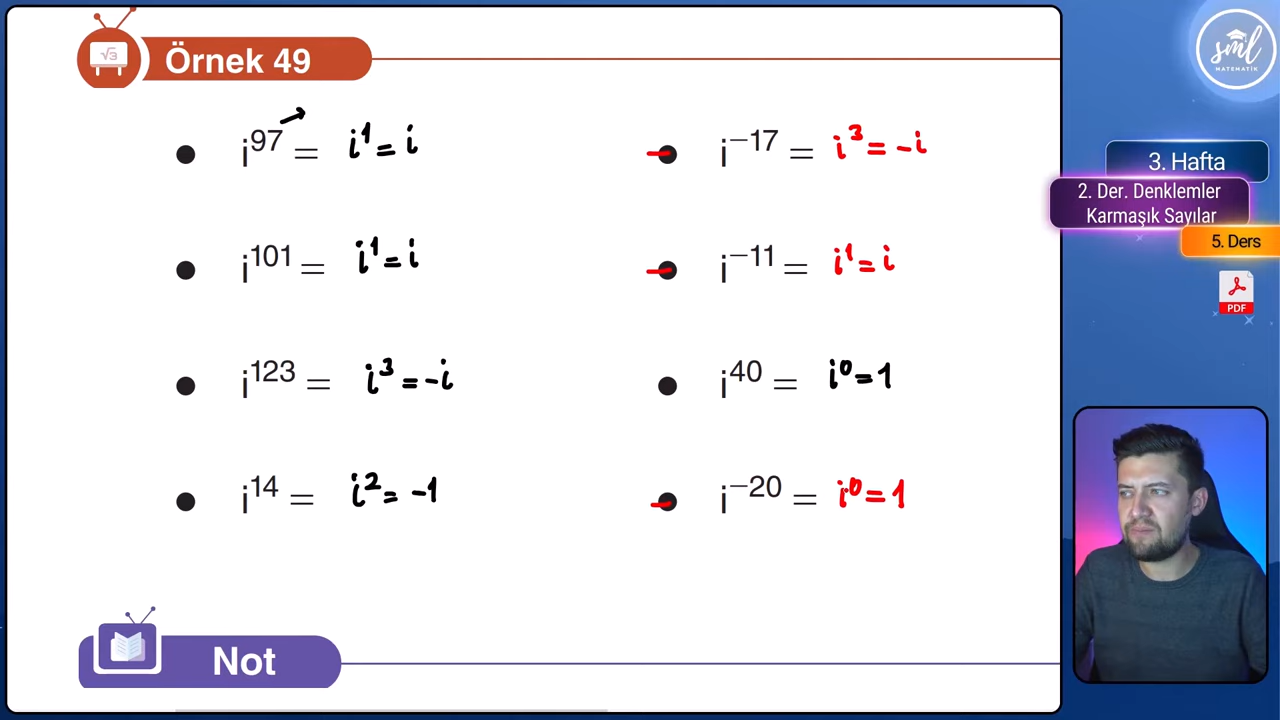 √3
Örnek 49
i^97 = i^1 = i
i^101 = i^1 = i
i^123 = i^3 = -i
i^14 = i^2 = -1
i^−17 = i^3 = -i
i^−11 = i^1 = i
i^40 = i^0 = 1
i^−20 = i^0 = 1
Not
sml
MATEMATİK
3. Hafta
2. Der. Denklemler
Karmaşık Sayılar
5. Ders
PDF